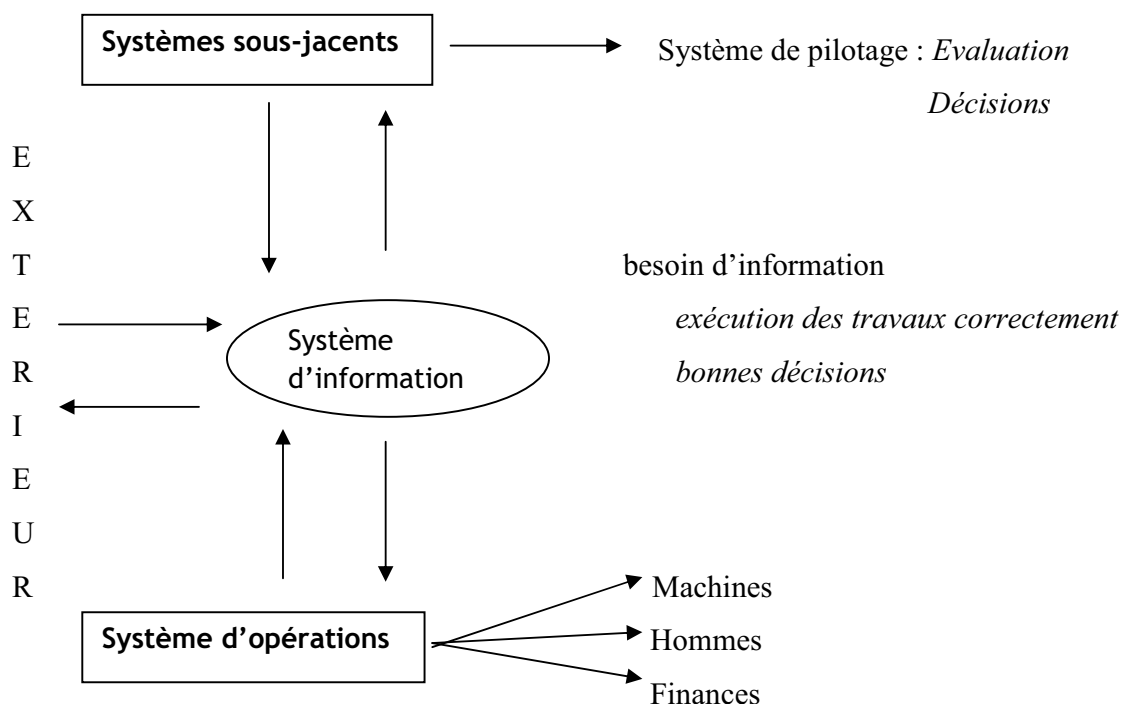 Systèmes sous-jacents
Système de pilotage : Evaluation
Décisions
E
X
T
E
R
I
E
U
R
besoin d’information
exécution des travaux correctement
bonnes décisions
Système
d’information
Système d’opérations
Machines
Hommes
Finances